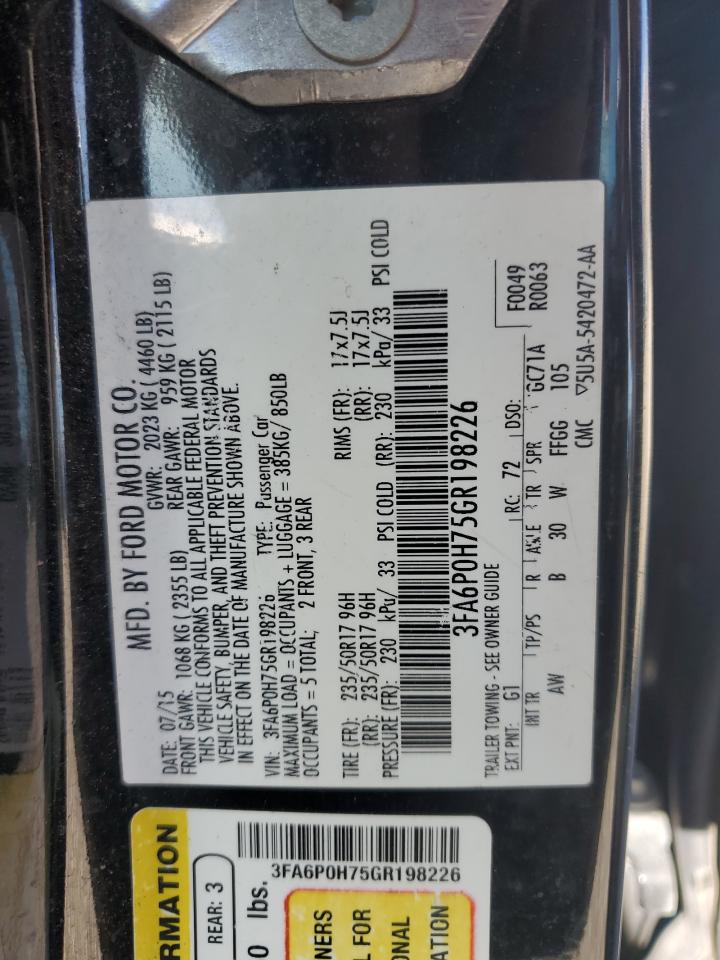 MFD. BY FORD MOTOR CO.
DATE: 07/15 GVWR: 2023 KG ( 4460 LB)
FRONT GAWR: 1068 KG ( 2355 LB) REAR GAWR: 959 KG ( 2115 LB)
THIS VEHICLE CONFORMS TO ALL APPLICABLE FEDERAL MOTOR
VEHICLE SAFETY, BUMPER, AND THEFT PREVENTION STANDARDS
IN EFFECT ON THE DATE OF MANUFACTURE SHOWN ABOVE.
VIN: 3FA6P0H75GR198226 TYPE: Passenger Car
MAXIMUM LOAD = OCCUPANTS + LUGGAGE = 385KG/ 850LB
OCCUPANTS = 5 TOTAL; 2 FRONT, 3 REAR
TIRE (FR): 235/50R17 96H RIMS (FR): 17x7.5J
(RR): 235/50R17 96H (RR): 17x7.5J
PRESSURE (FR): 230 kPa/ 33 PSI COLD (RR): 230 kPa/ 33 PSI COLD
3FA6P0H75GR198226
TRAILER TOWING - SEE OWNER GUIDE
EXT PNT: G1 RC: 72 DSO: F0049
R0063
INT TR TP/PS R AXLE TR SPR GC71A
AW B 30 W FFGG 105
CMC ▽5U5A-5420472-AA
RMATION
REAR: 3
0 lbs.
3FA6P0H75GR198226
NERS
L FOR
ONAL
ATION